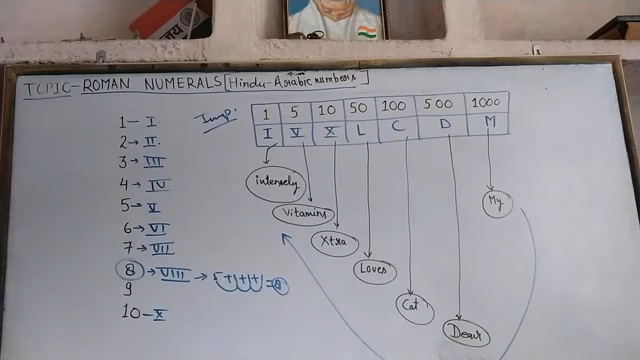 TOPIC-ROMAN NUMERALS [Hindu-Arabic numbers]
Imp:
1 5 10 50 100 500 1000
I V X L C D M
1 — I
2 → II
3 → III
4 → IV
5 → V
6 → VI
7 → VII
8 → VIII →
9
10 — X
intensely
Vitamins
Xtra
Loves
Cat
Dear
My